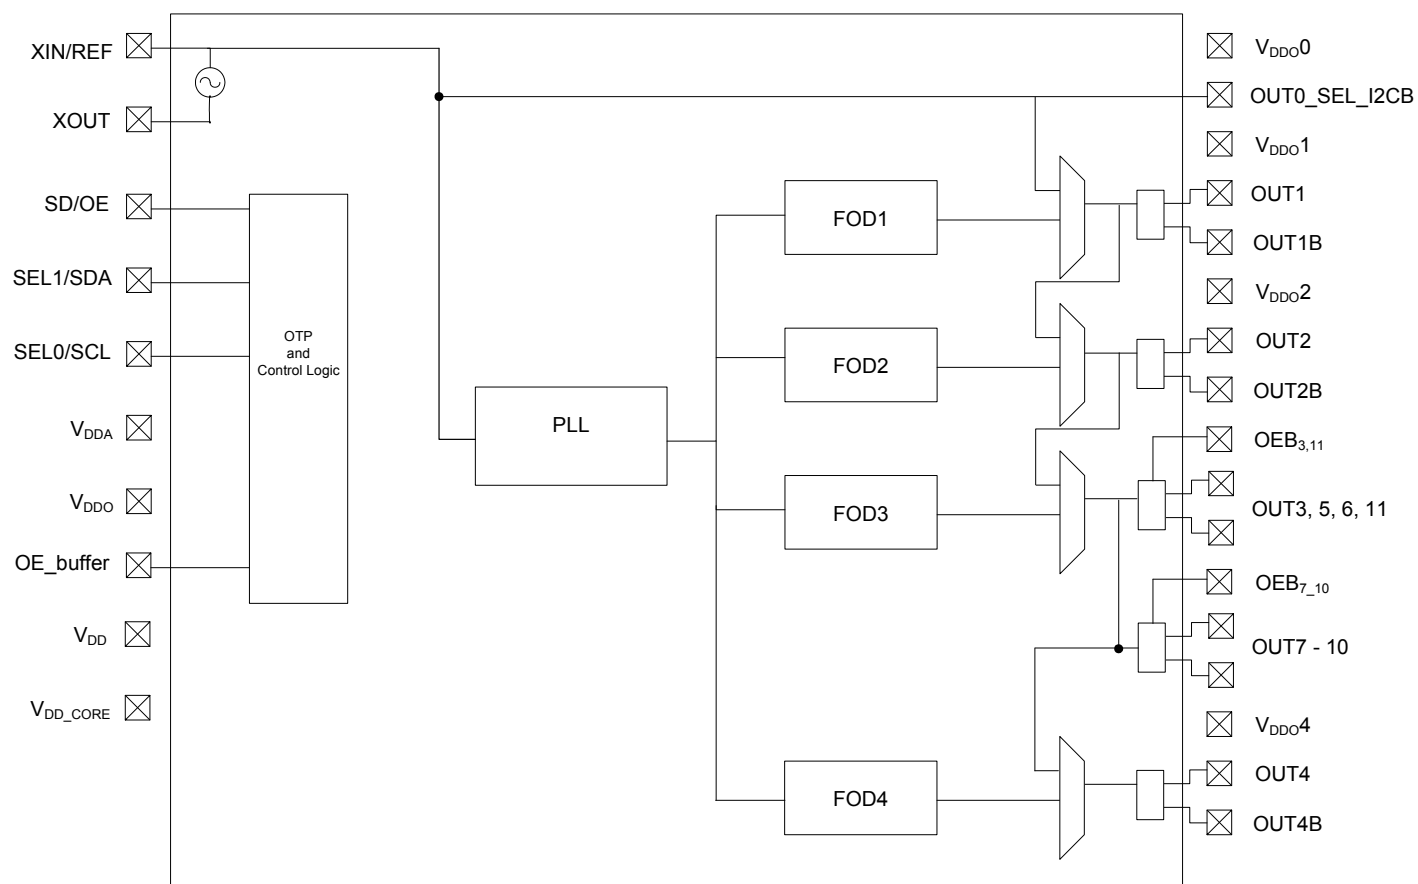 XIN/REF
XOUT
SD/OE
SEL1/SDA
SEL0/SCL
VDDA
VDDO
OE_buffer
VDD
VDD_CORE
OTP
and
Control Logic
PLL
FOD1
FOD2
FOD3
FOD4
VDDO0
OUT0_SEL_I2CB
VDDO1
OUT1
OUT1B
VDDO2
OUT2
OUT2B
OEB3,11
OUT3, 5, 6, 11
OEB7_10
OUT7 - 10
VDDO4
OUT4
OUT4B